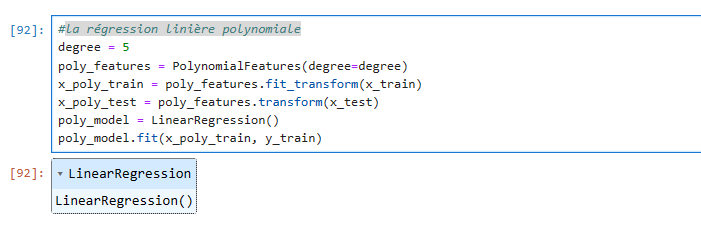 [92]: #la régression linière polynomiale
degree = 5
poly_features = PolynomialFeatures(degree=degree)
x_poly_train = poly_features.fit_transform(x_train)
x_poly_test = poly_features.transform(x_test)
poly_model = LinearRegression()
poly_model.fit(x_poly_train, y_train)
[92]: ▾ LinearRegression
LinearRegression()